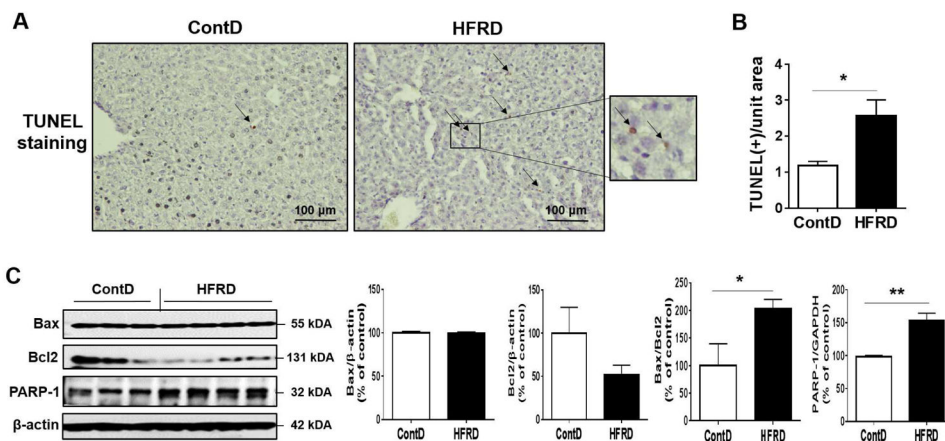 A
ContD
HFRD
TUNEL
staining
100 µm
100 µm
B
TUNEL(+)/unit area
4
3
2
1
0
*
ContD
HFRD
C
ContD
HFRD
Bax
55 kDA
Bcl2
131 kDA
PARP-1
32 kDA
β-actin
42 kDA
Bax/β-actin
(% of control)
150
100
50
0
ContD
HFRD
Bcl2/β-actin
(% of control)
150
100
50
0
ContD
HFRD
Bax/Bcl2
(% of control)
250
200
150
100
50
0
*
ContD
HFRD
PARP-1/GAPDH
(% of control)
200
150
100
50
0
**
ContD
HFRD